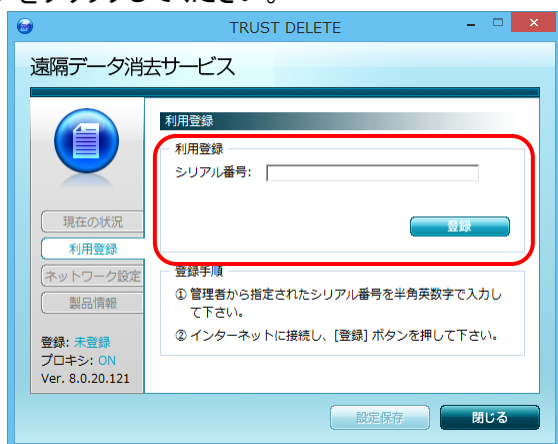 をクリックしてください。
TRUST DELETE
遠隔データ消去サービス
利用登録
利用登録
シリアル番号:
登録
現在の状況
利用登録
ネットワーク設定
製品情報
登録手順
① 管理者から指定されたシリアル番号を半角英数字で入力し
て下さい。
② インターネットに接続し、[登録] ボタンを押して下さい。
登録: 未登録
プロキシ: ON
Ver. 8.0.20.121
設定保存
閉じる